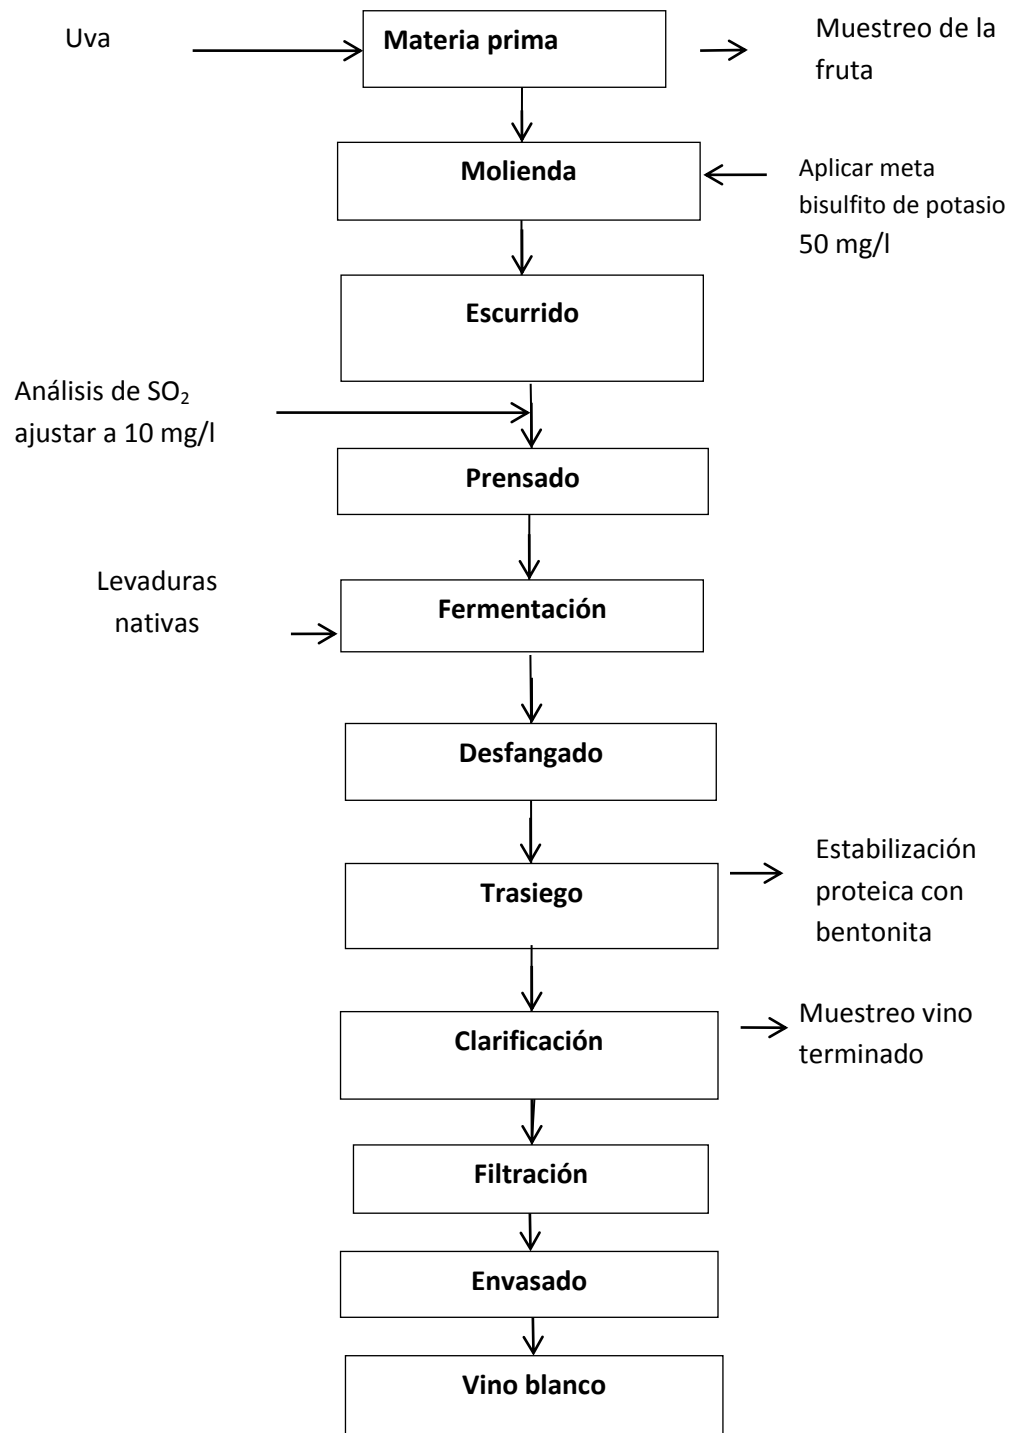 Uva
Materia prima
Muestreo de la
fruta
Molienda
Aplicar meta
bisulfito de potasio
50 mg/l
Escurrido
Análisis de SO₂
ajustar a 10 mg/l
Prensado
Levaduras
nativas
Fermentación
Desfangado
Trasiego
Estabilización
proteica con
bentonita
Clarificación
Muestreo vino
terminado
Filtración
Envasado
Vino blanco